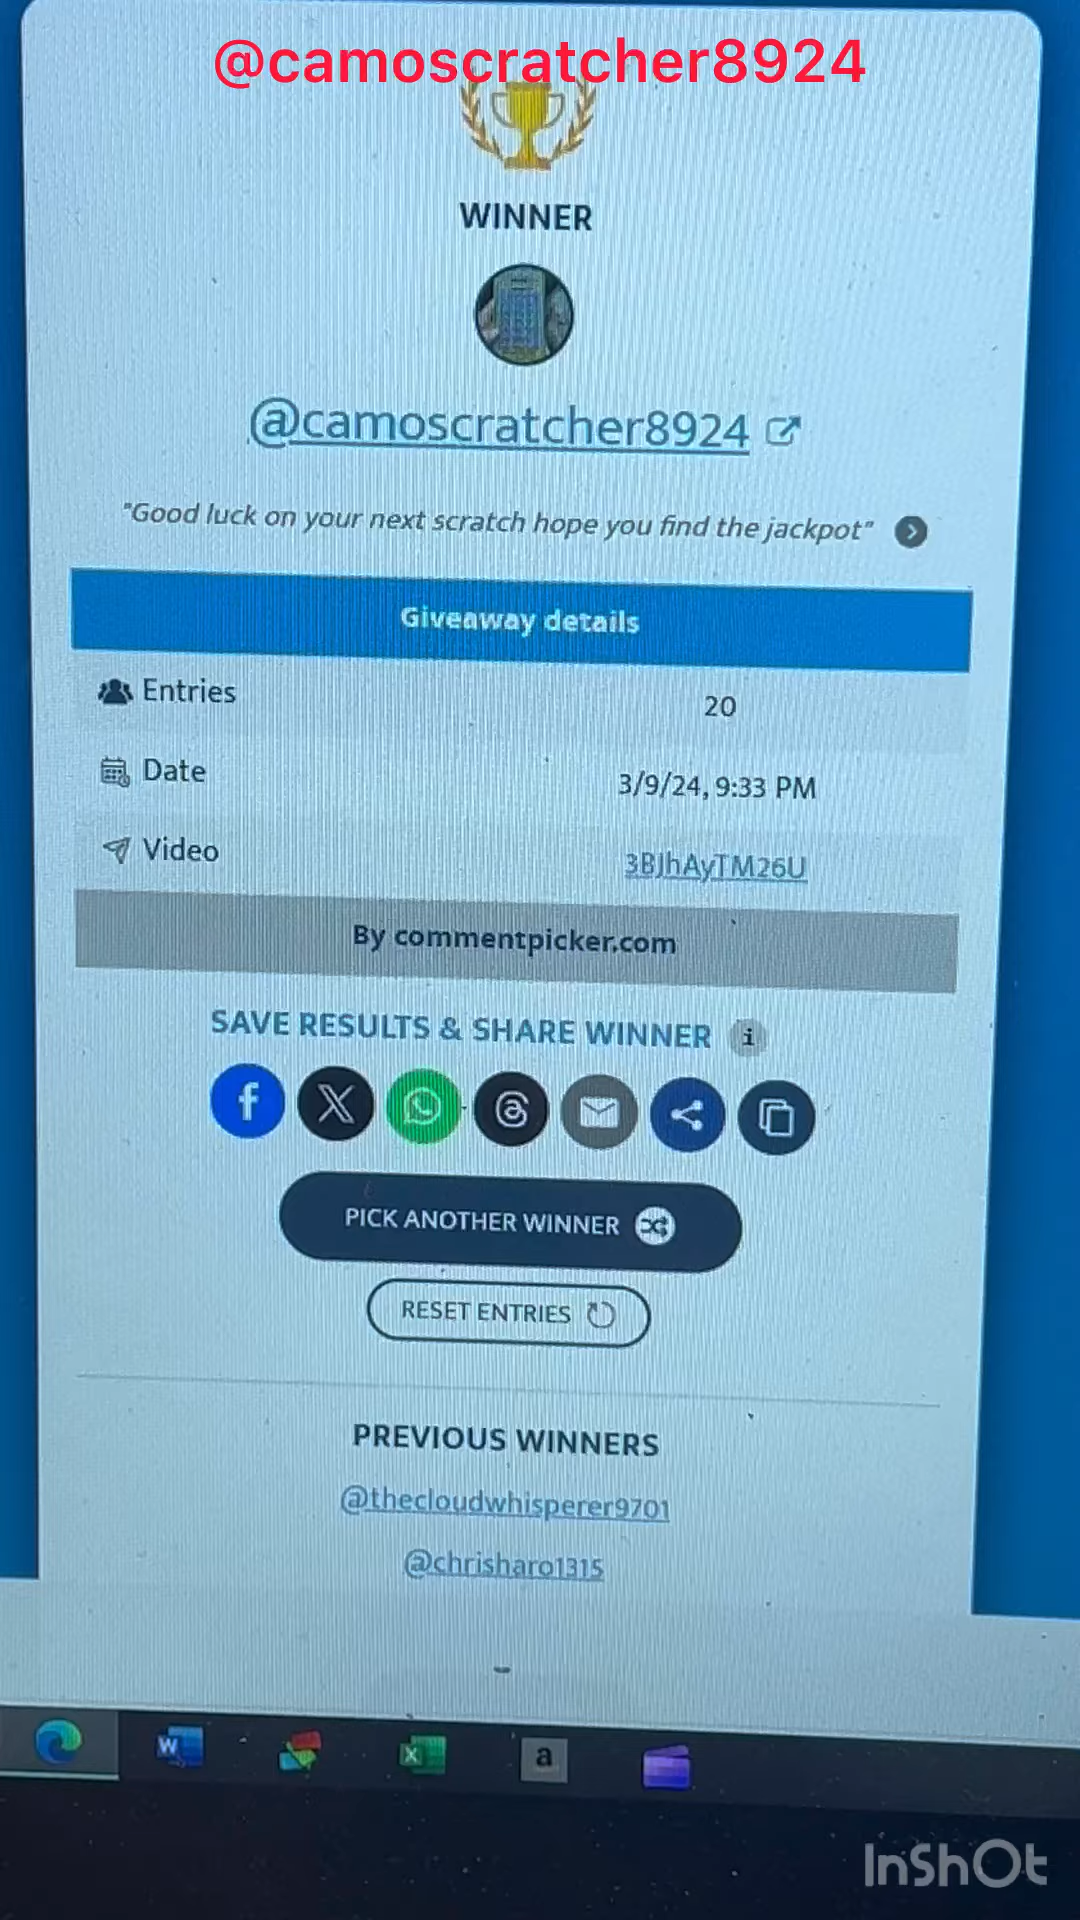 @camoscratcher8924
WINNER
@camoscratcher8924
"Good luck on your next scratch hope you find the jackpot"
Giveaway details
Entries 20
Date 3/9/24, 9:33 PM
Video 3BJhAyTM26U
By commentpicker.com
SAVE RESULTS & SHARE WINNER i
PICK ANOTHER WINNER
RESET ENTRIES
PREVIOUS WINNERS
@thecloudwhisperer9701
@chrisharo1315
W X a
InShOt